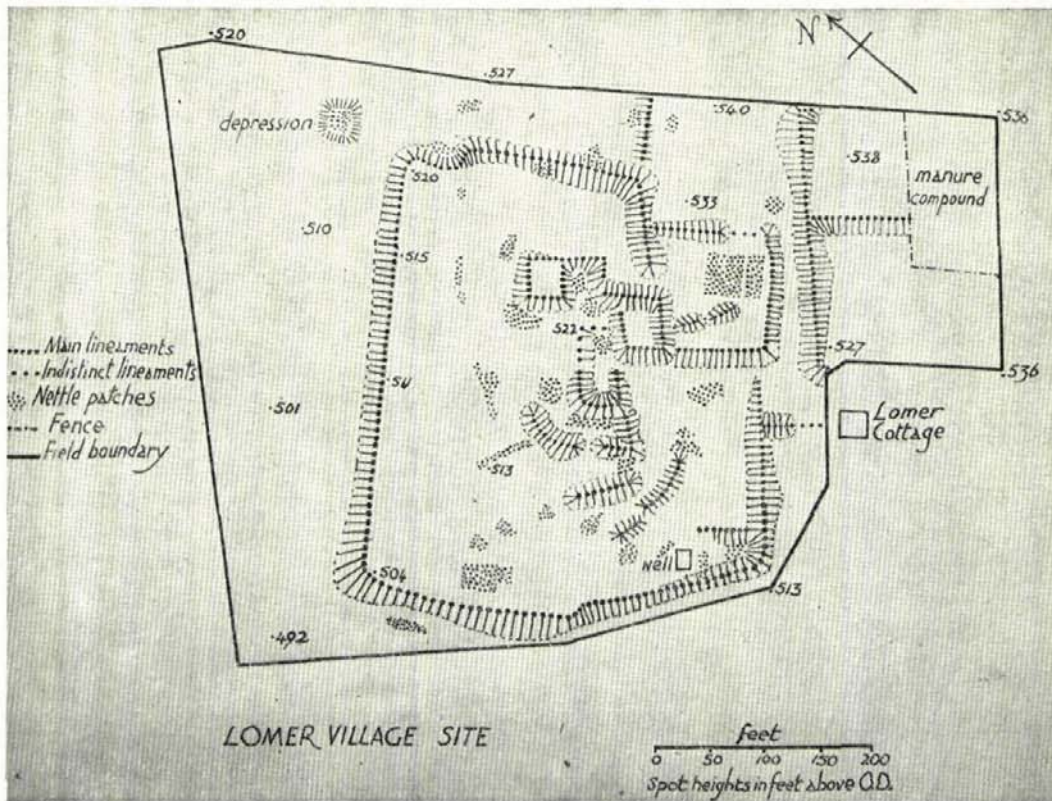 N
.520
.527
.540
.536
depression
.538
manure
compound
.520
.533
.510
.515
522
.527
.536
Main lineaments
Indistinct lineaments
Nettle patches
Fence
Field boundary
.501
Lomer
Cottage
.513
Well
.504
.513
.492
LOMER VILLAGE SITE
feet
0 50 100 150 200
Spot heights in feet above O.D.